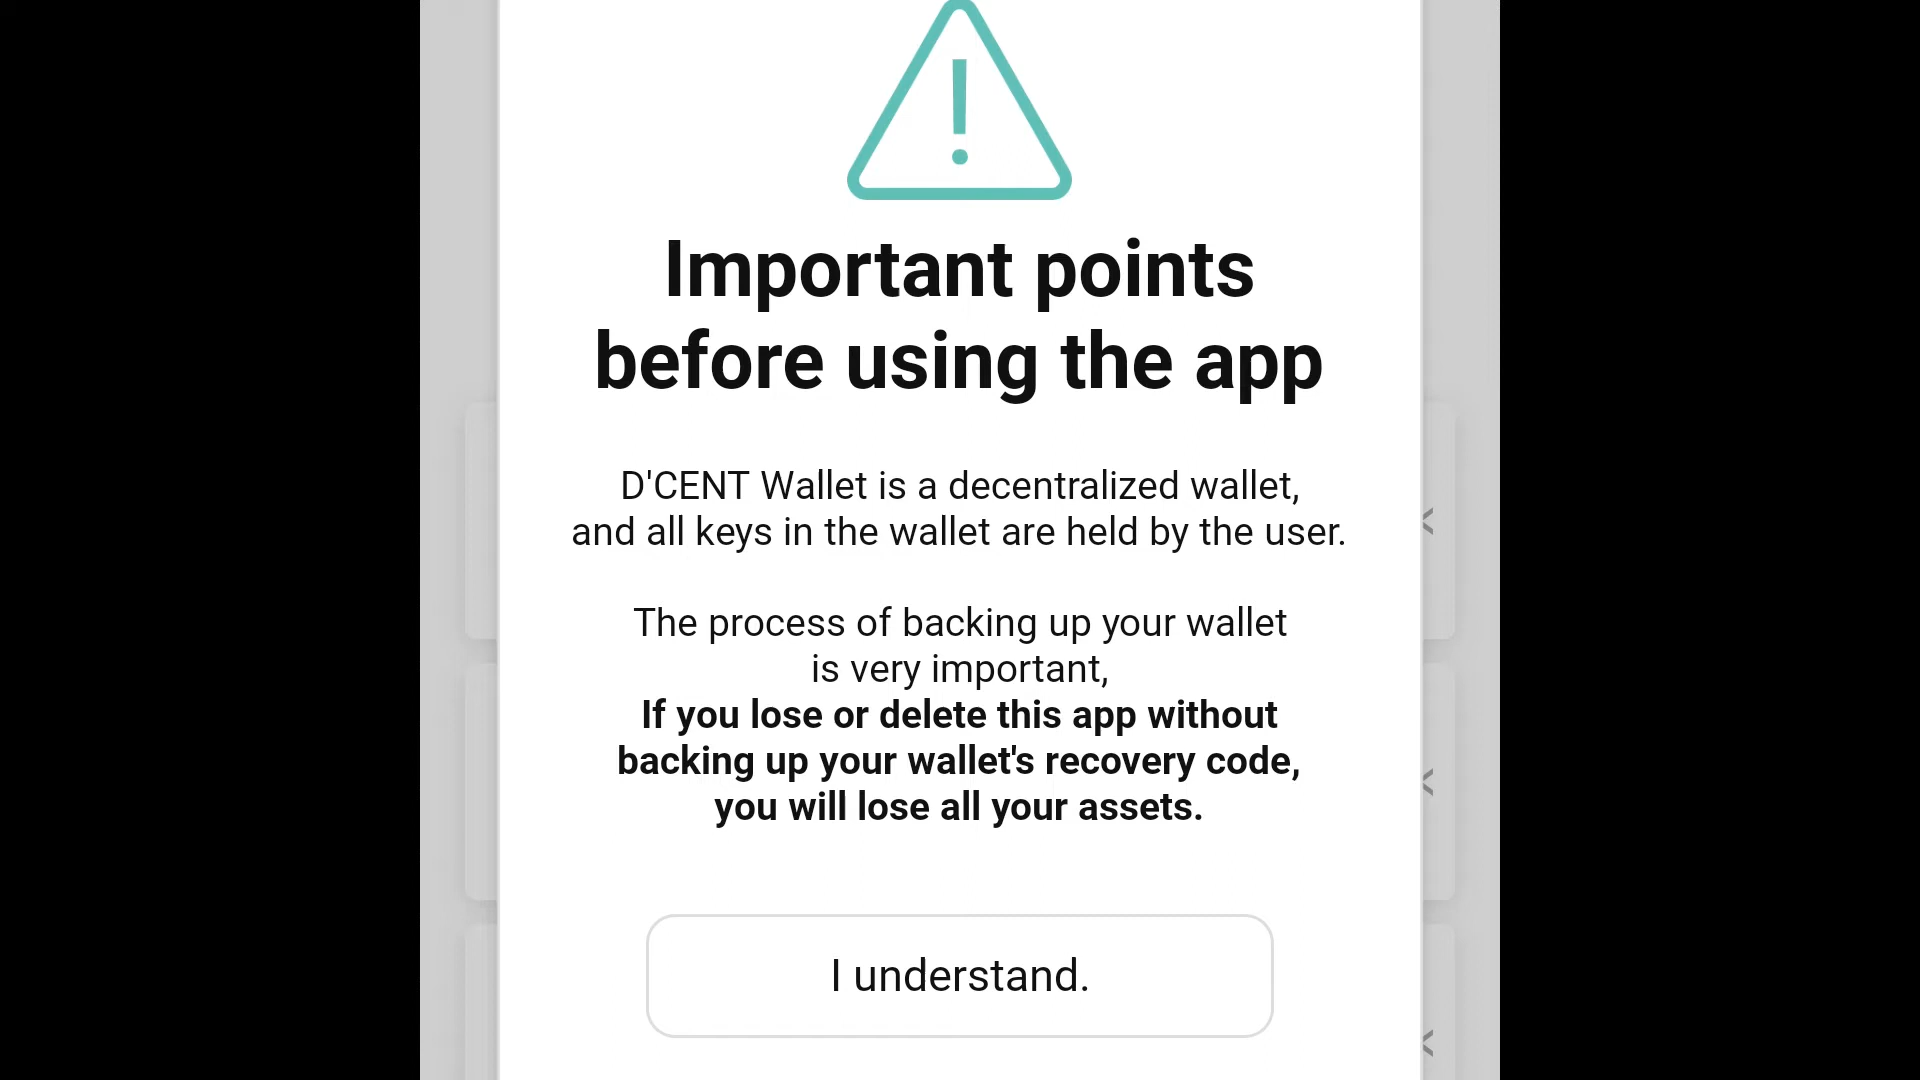 Important points
before using the app
D'CENT Wallet is a decentralized wallet,
and all keys in the wallet are held by the user.
The process of backing up your wallet
is very important,
If you lose or delete this app without
backing up your wallet's recovery code,
you will lose all your assets.
I understand.